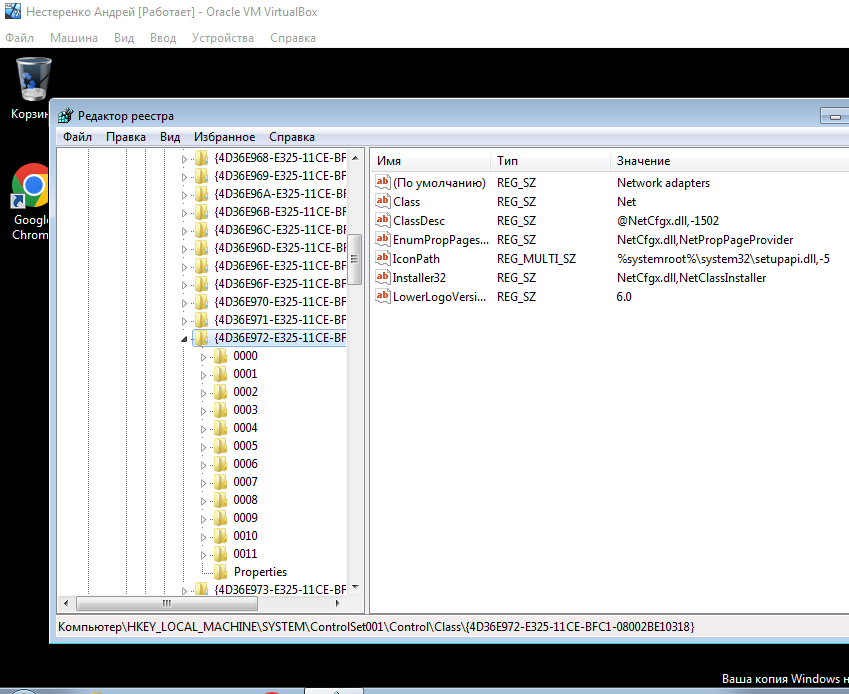 Нестеренко Андрей [Работает] - Oracle VM VirtualBox
Файл Машина Вид Ввод Устройства Справка
Корзин
Google
Chrom
Редактор реестра
Файл Правка Вид Избранное Справка
{4D36E968-E325-11CE-BF
{4D36E969-E325-11CE-BF
{4D36E96A-E325-11CE-BF
{4D36E96B-E325-11CE-BF
{4D36E96C-E325-11CE-BF
{4D36E96D-E325-11CE-BF
{4D36E96E-E325-11CE-BF
{4D36E96F-E325-11CE-BF
{4D36E970-E325-11CE-BF
{4D36E971-E325-11CE-BF
{4D36E972-E325-11CE-BF
0000
0001
0002
0003
0004
0005
0006
0007
0008
0009
0010
0011
Properties
{4D36E973-E325-11CE-BF
Имя Тип Значение
(По умолчанию) REG_SZ Network adapters
Class REG_SZ Net
ClassDesc REG_SZ @NetCfgx.dll,-1502
EnumPropPages... REG_SZ NetCfgx.dll,NetPropPageProvider
IconPath REG_MULTI_SZ %systemroot%\system32\setupapi.dll,-5
Installer32 REG_SZ NetCfgx.dll,NetClassInstaller
LowerLogoVersi... REG_SZ 6.0
Компьютер\HKEY_LOCAL_MACHINE\SYSTEM\ControlSet001\Control\Class\{4D36E972-E325-11CE-BFC1-08002BE10318}
Ваша копия Windows н